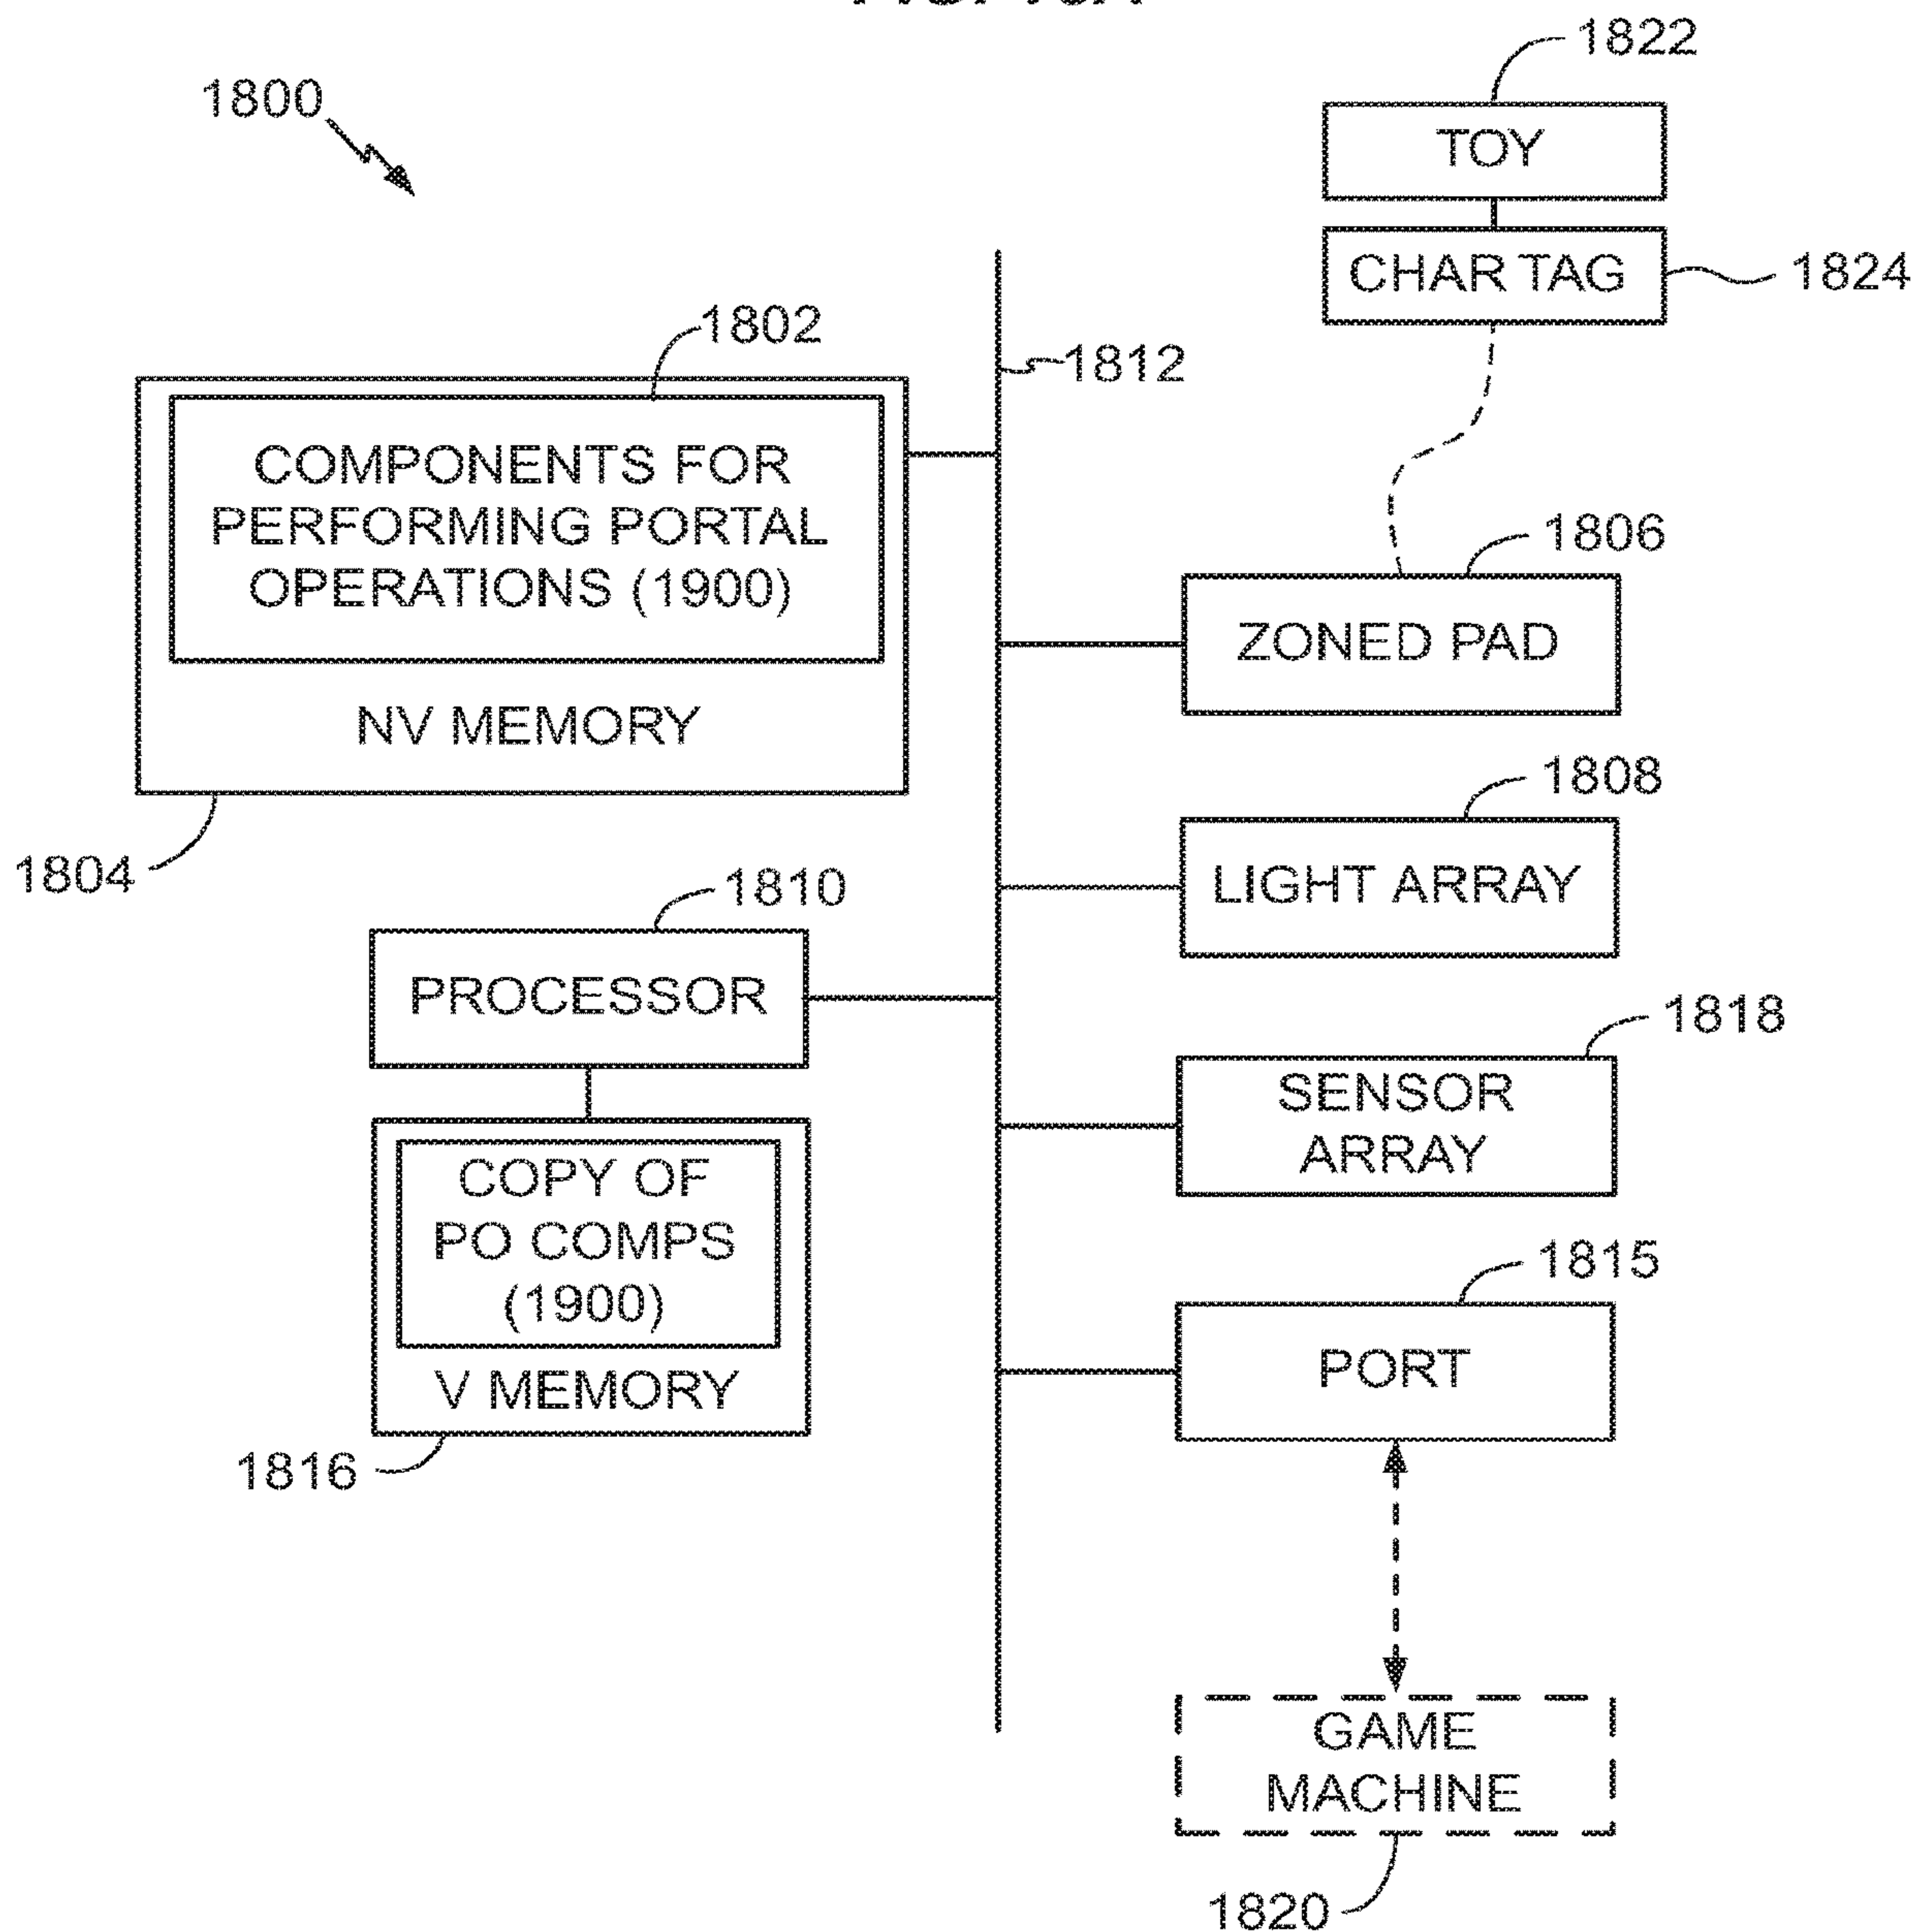 1822
1800
TOY
CHAR TAG
1824
1802
1812
COMPONENTS FOR
PERFORMING PORTAL
OPERATIONS (1900)
NV MEMORY
1806
ZONED PAD
1808
1804
LIGHT ARRAY
1810
PROCESSOR
1818
SENSOR
ARRAY
COPY OF
PO COMPS
(1900)
V MEMORY
1815
PORT
1816
GAME
MACHINE
1820